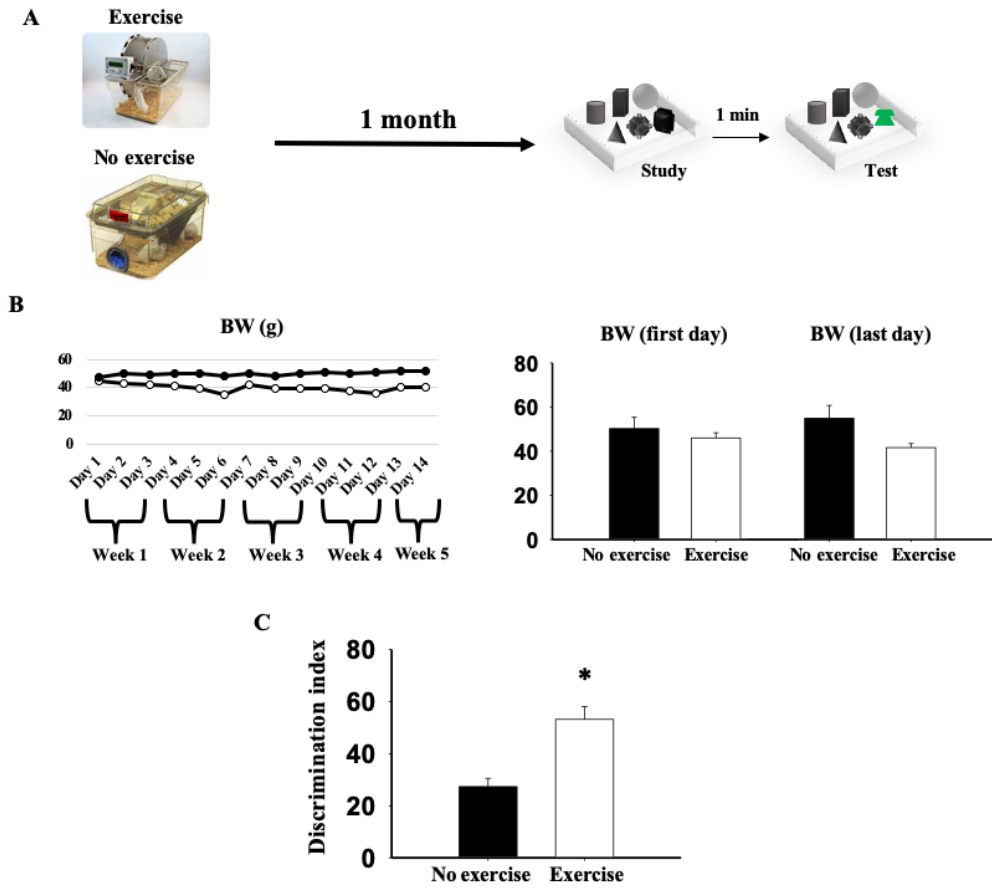 A
Exercise
No exercise
1 month
1 min
Study
Test
B
BW (g)
60
40
20
0
Day 1
Day 2
Day 3
Day 4
Day 5
Day 6
Day 7
Day 8
Day 9
Day 10
Day 11
Day 12
Day 13
Day 14
Week 1
Week 2
Week 3
Week 4
Week 5
BW (first day)
BW (last day)
80
60
40
20
0
No exercise
Exercise
No exercise
Exercise
C
Discrimination index
80
60
40
20
0
*
No exercise
Exercise